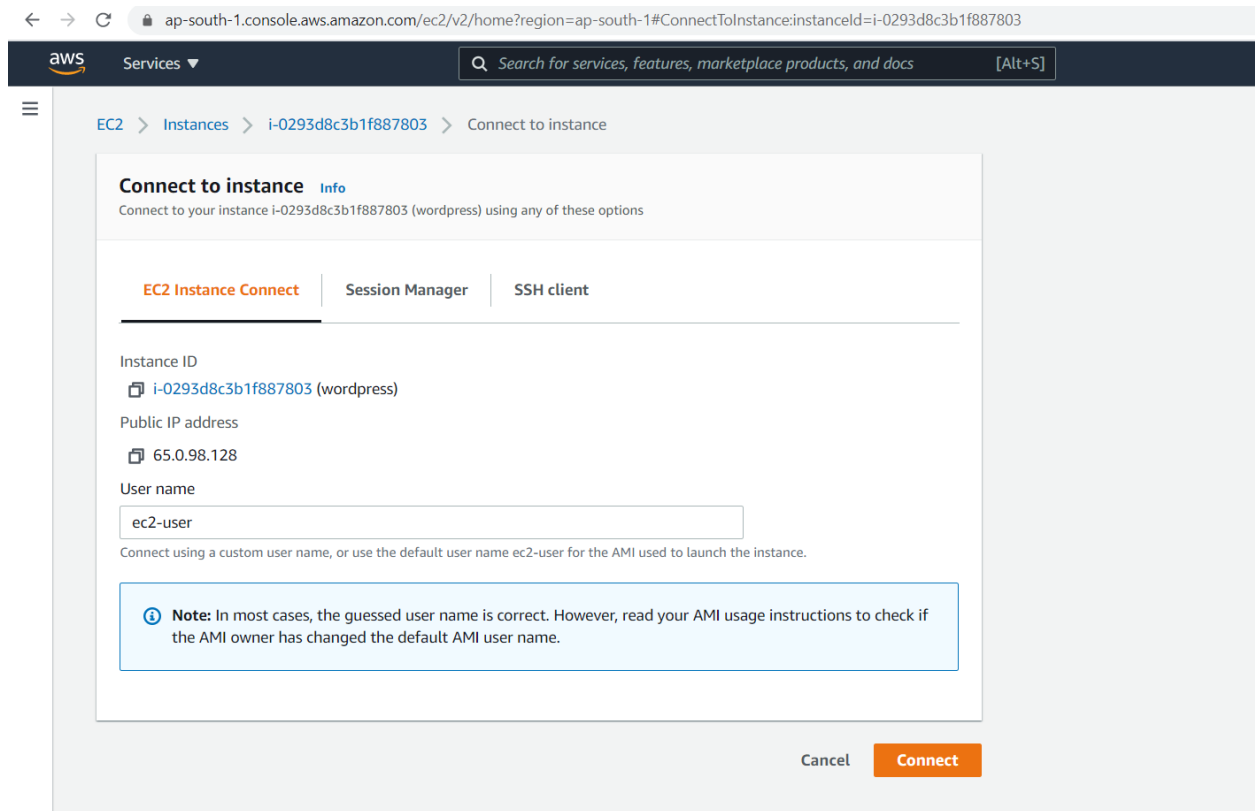 ap-south-1.console.aws.amazon.com/ec2/v2/home?region=ap-south-1#ConnectToInstance:instanceId=i-0293d8c3b1f887803
aws Services ▼ Search for services, features, marketplace products, and docs [Alt+S]
EC2 > Instances > i-0293d8c3b1f887803 > Connect to instance
Connect to instance Info
Connect to your instance i-0293d8c3b1f887803 (wordpress) using any of these options
EC2 Instance Connect Session Manager SSH client
Instance ID
i-0293d8c3b1f887803 (wordpress)
Public IP address
65.0.98.128
User name
ec2-user
Connect using a custom user name, or use the default user name ec2-user for the AMI used to launch the instance.
Note: In most cases, the guessed user name is correct. However, read your AMI usage instructions to check if
the AMI owner has changed the default AMI user name.
Cancel Connect